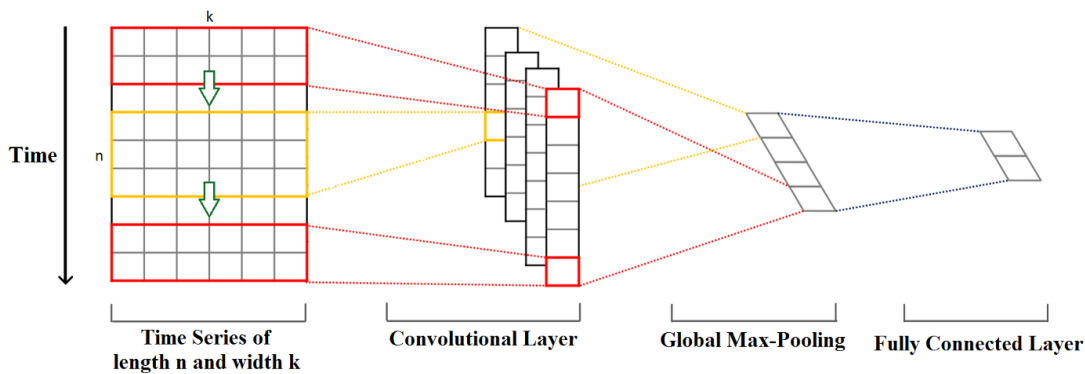 k
Time
n
Time Series of
length n and width k
Convolutional Layer
Global Max-Pooling
Fully Connected Layer